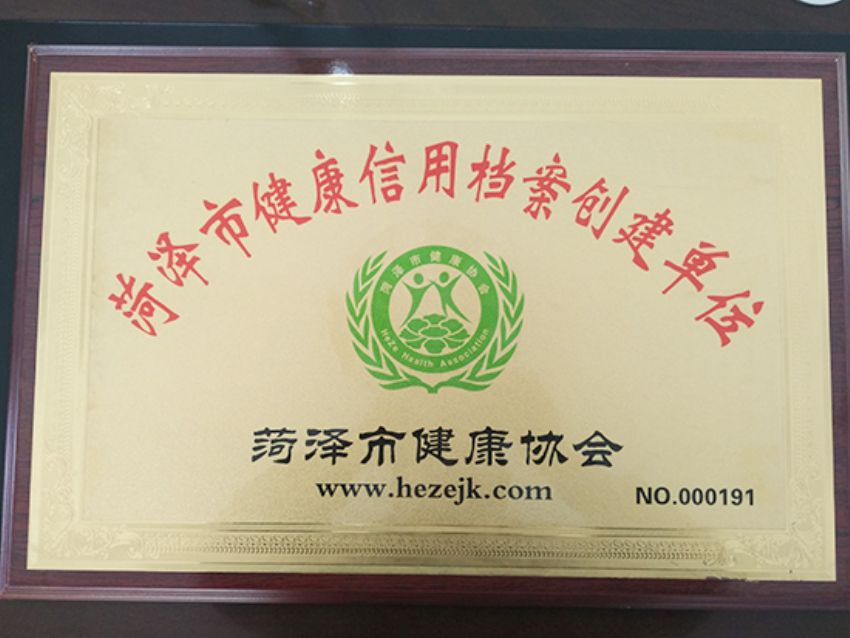 菏泽市健康信用档案创建单位
菏泽市健康协会
HeZe Health Association
菏泽市健康协会
www.hezejk.com
NO.000191